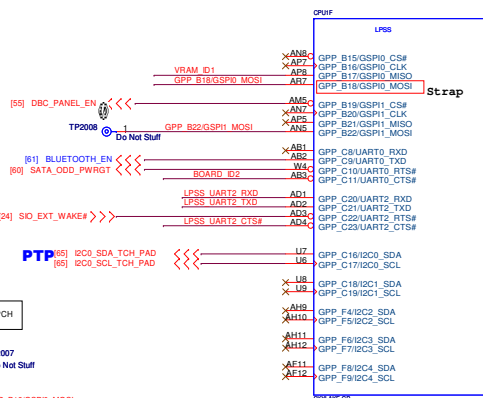 CPU1F
LPSS
AN8 GPP_B15/GSPI0_CS#
AP7 GPP_B16/GSPI0_CLK
VRAM_ID1 AP8 GPP_B17/GSPI0_MISO
GPP_B18/GSPI0_MOSI AR7 GPP_B18/GSPI0_MOSI Strap
[55] DBC_PANEL_EN AM5 GPP_B19/GSPI1_CS#
AN7 GPP_B20/GSPI1_CLK
AP5 GPP_B21/GSPI1_MISO
TP2008 1 GPP_B22/GSPI1_MOSI AN5 GPP_B22/GSPI1_MOSI
Do Not Stuff
AB1 GPP_C8/UART0_RXD
[61] BLUETOOTH_EN AB2 GPP_C9/UART0_TXD
[60] SATA_ODD_PWRGT W4 GPP_C10/UART0_RTS#
BOARD_ID2 AB3 GPP_C11/UART0_CTS#
LPSS_UART2_RXD AD1 GPP_C20/UART2_RXD
LPSS_UART2_TXD AD2 GPP_C21/UART2_TXD
[24] SIO_EXT_WAKE# AD3 GPP_C22/UART2_RTS#
LPSS_UART2_CTS# AD4 GPP_C23/UART2_CTS#
PTP [65] I2C0_SDA_TCH_PAD U7 GPP_C16/I2C0_SDA
[65] I2C0_SCL_TCH_PAD U6 GPP_C17/I2C0_SCL
U8 GPP_C18/I2C1_SDA
U9 GPP_C19/I2C1_SCL
AH9 GPP_F4/I2C2_SDA
AH10 GPP_F5/I2C2_SCL
PCH
AH11 GPP_F6/I2C3_SDA
AH12 GPP_F7/I2C3_SCL
2007
Not Stuff
AF11 GPP_F8/I2C4_SDA
AF12 GPP_F9/I2C4_SCL